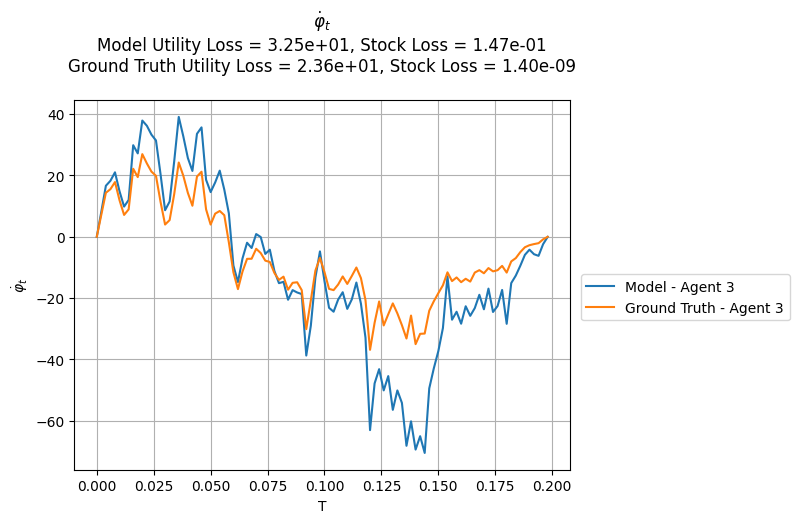 φ̇ₜ
Model Utility Loss = 3.25e+01, Stock Loss = 1.47e-01
Ground Truth Utility Loss = 2.36e+01, Stock Loss = 1.40e-09
40
20
0
−20
−40
−60
φ̇ₜ
0.000 0.025 0.050 0.075 0.100 0.125 0.150 0.175 0.200
T
Model - Agent 3
Ground Truth - Agent 3